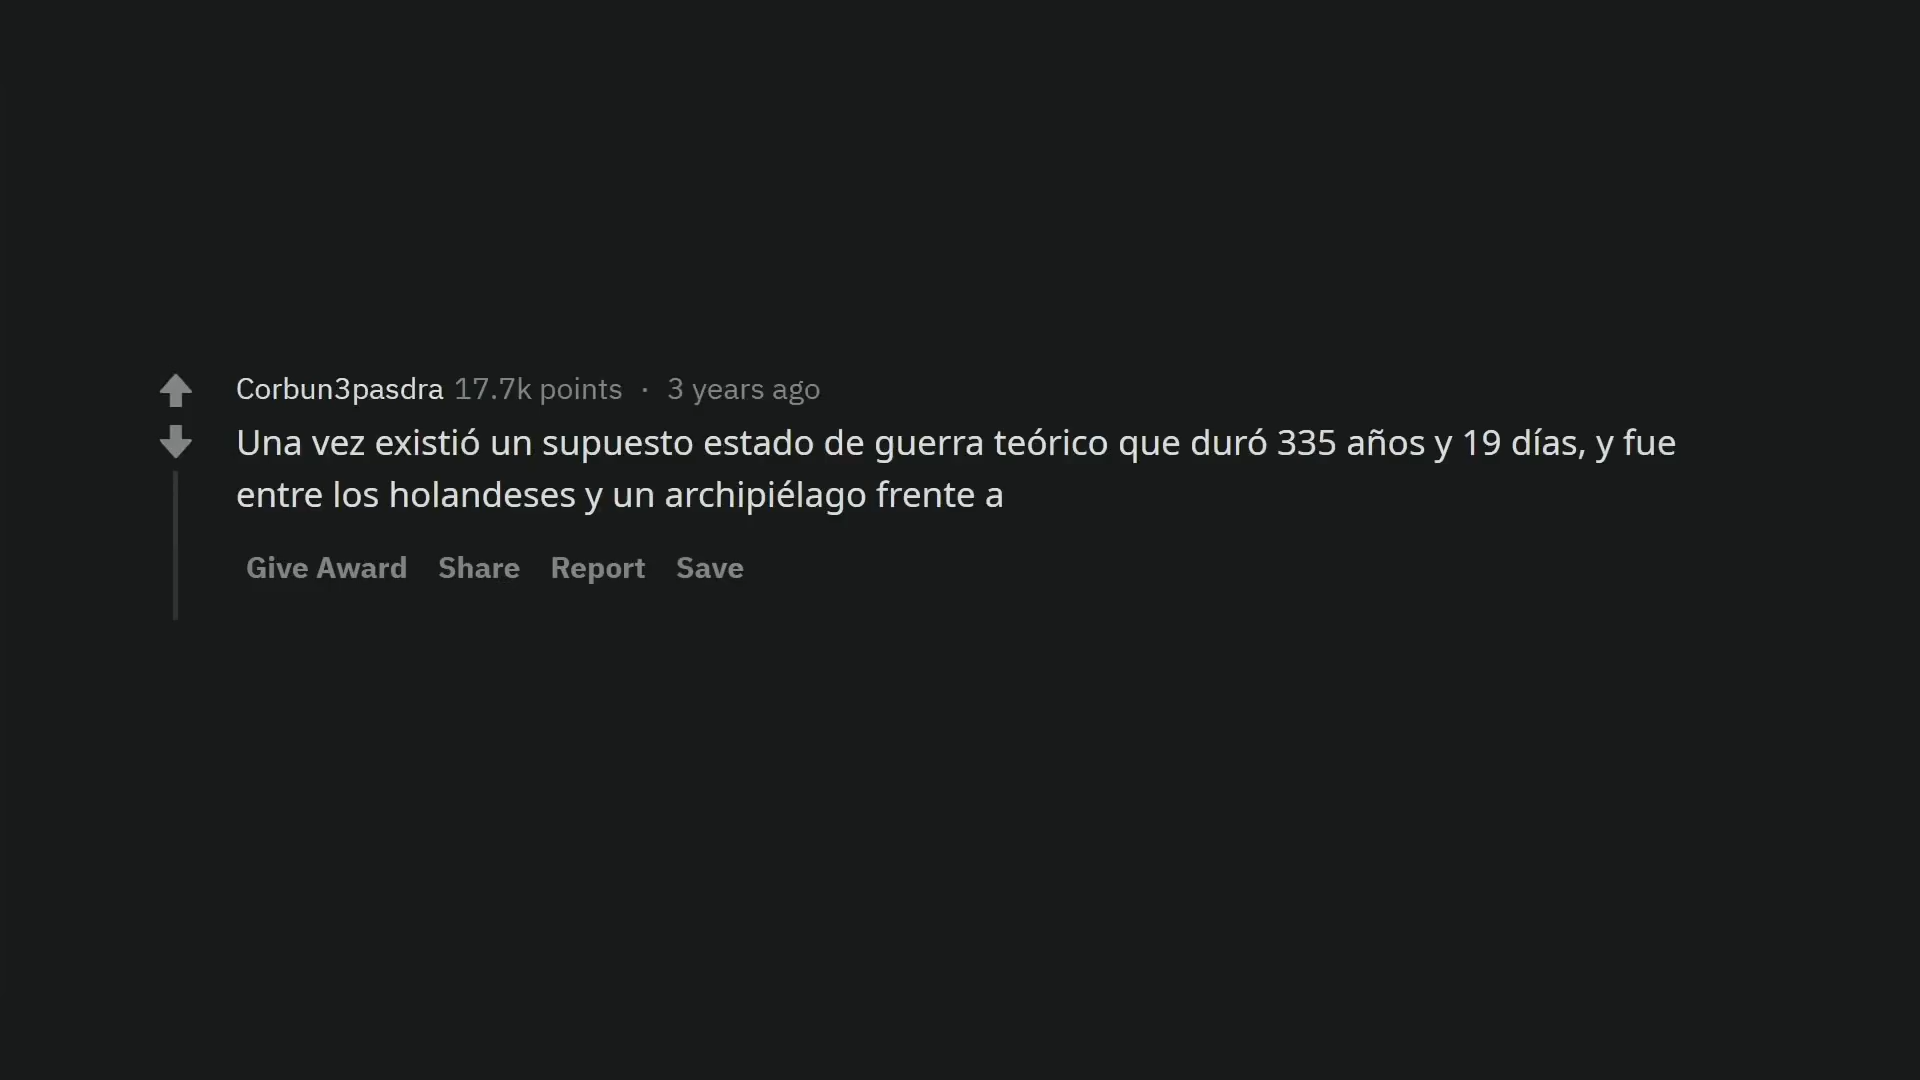 Corbun3pasdra 17.7k points · 3 years ago
Una vez existió un supuesto estado de guerra teórico que duró 335 años y 19 días, y fue
entre los holandeses y un archipiélago frente a
Give Award Share Report Save